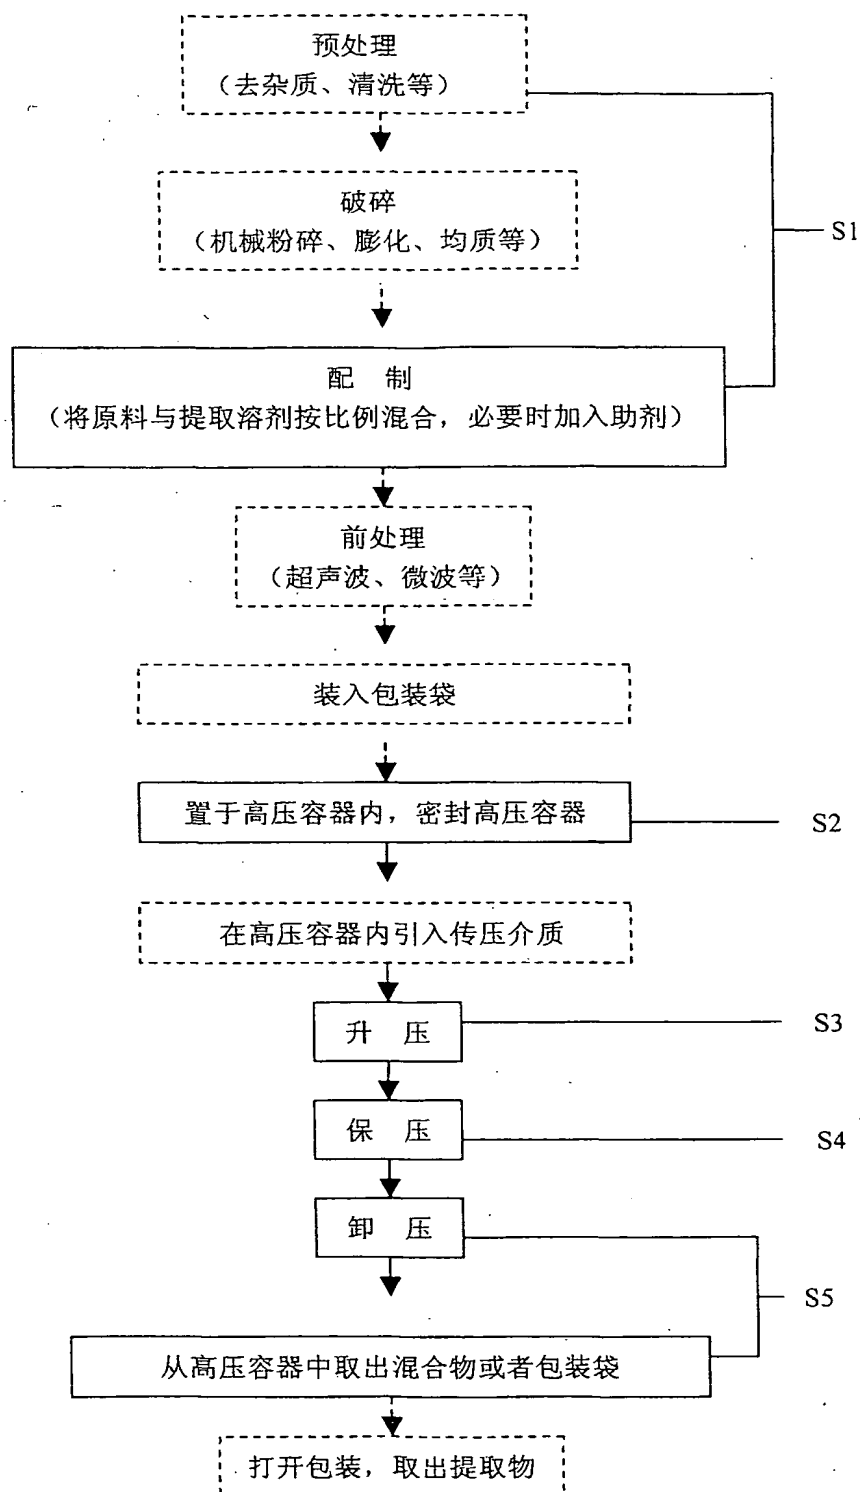 预处理
（去杂质、清洗等）
破碎
（机械粉碎、膨化、均质等）
S1
配 制
（将原料与提取溶剂按比例混合，必要时加入助剂）
前处理
（超声波、微波等）
装入包装袋
置于高压容器内，密封高压容器
S2
在高压容器内引入传压介质
升 压
S3
保 压
S4
卸 压
S5
从高压容器中取出混合物或者包装袋
打开包装，取出提取物